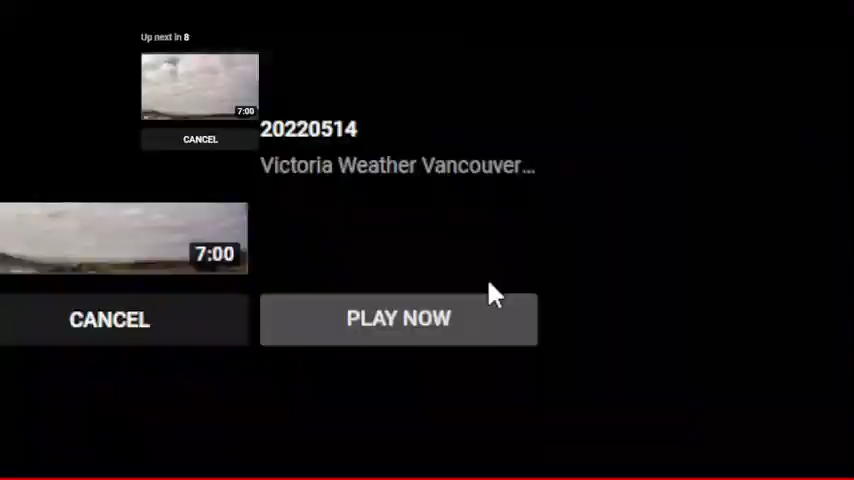 Up next in 8
7:00
CANCEL
20220514
Victoria Weather Vancouver...
7:00
CANCEL
PLAY NOW